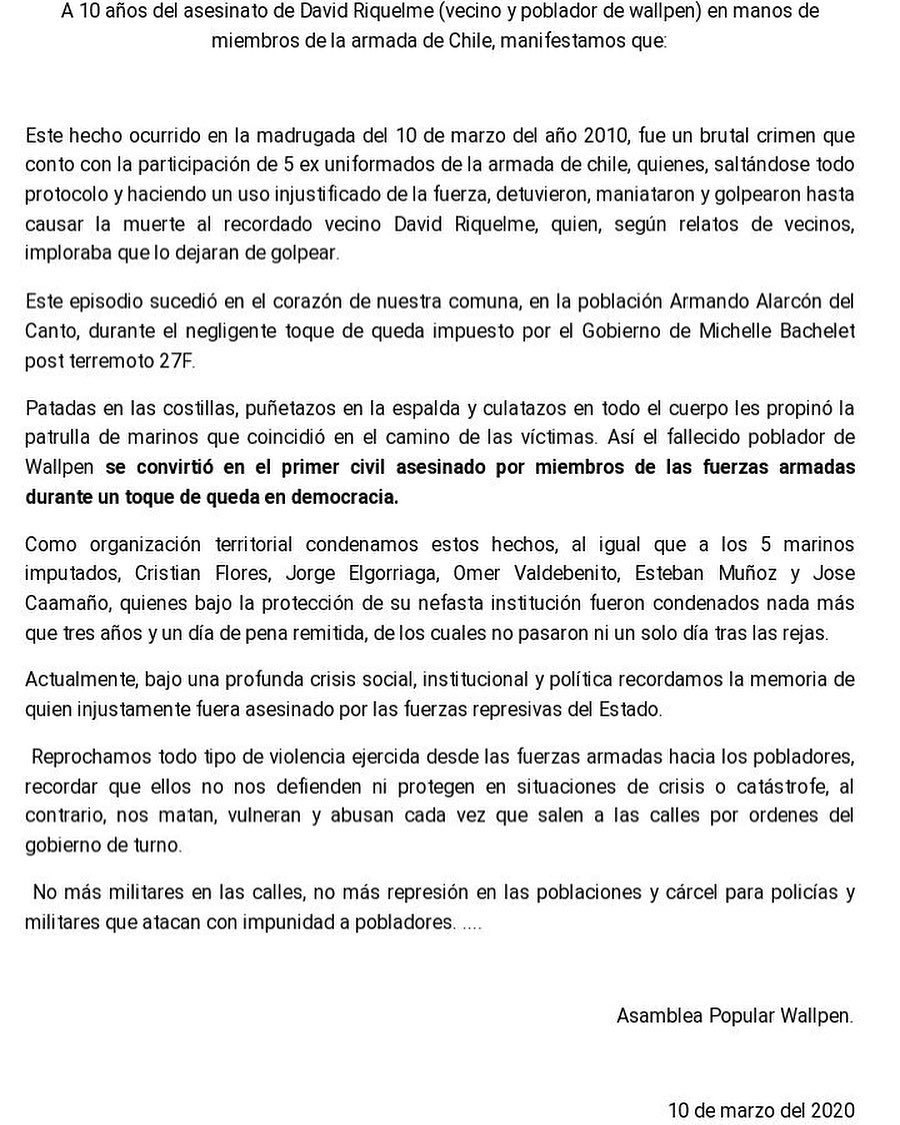 A 10 años del asesinato de David Riquelme (vecino y poblador de wallpen) en manos de
miembros de la armada de Chile, manifestamos que:
Este hecho ocurrido en la madrugada del 10 de marzo del año 2010, fue un brutal crimen que
conto con la participación de 5 ex uniformados de la armada de chile, quienes, saltándose todo
protocolo y haciendo un uso injustificado de la fuerza, detuvieron, maniataron y golpearon hasta
causar la muerte al recordado vecino David Riquelme, quien, según relatos de vecinos,
imploraba que lo dejaran de golpear.
Este episodio sucedió en el corazón de nuestra comuna, en la población Armando Alarcón del
Canto, durante el negligente toque de queda impuesto por el Gobierno de Michelle Bachelet
post terremoto 27F.
Patadas en las costillas, puñetazos en la espalda y culatazos en todo el cuerpo les propinó la
patrulla de marinos que coincidió en el camino de las víctimas. Así el fallecido poblador de
Wallpen se convirtió en el primer civil asesinado por miembros de las fuerzas armadas
durante un toque de queda en democracia.
Como organización territorial condenamos estos hechos, al igual que a los 5 marinos
imputados, Cristian Flores, Jorge Elgorriaga, Omer Valdebenito, Esteban Muñoz y Jose
Caamaño, quienes bajo la protección de su nefasta institución fueron condenados nada más
que tres años y un día de pena remitida, de los cuales no pasaron ni un solo día tras las rejas.
Actualmente, bajo una profunda crisis social, institucional y política recordamos la memoria de
quien injustamente fuera asesinado por las fuerzas represivas del Estado.
Reprochamos todo tipo de violencia ejercida desde las fuerzas armadas hacia los pobladores,
recordar que ellos no nos defienden ni protegen en situaciones de crisis o catástrofe, al
contrario, nos matan, vulneran y abusan cada vez que salen a las calles por ordenes del
gobierno de turno.
No más militares en las calles, no más represión en las poblaciones y cárcel para policías y
militares que atacan con impunidad a pobladores. ....
Asamblea Popular Wallpen.
10 de marzo del 2020